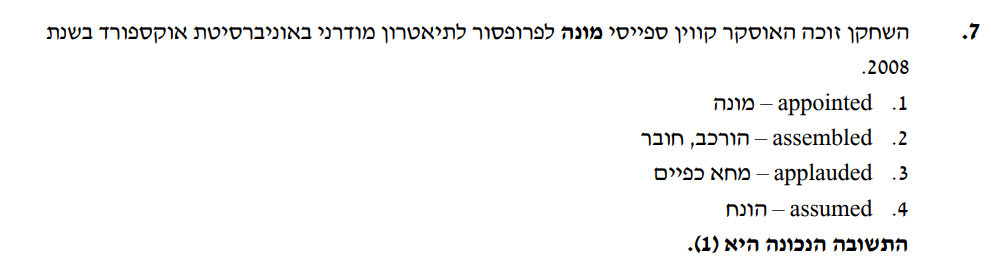 7. השחקן זוכה האוסקר קווין ספייסי מונה לפרופסור לתיאטרון מודרני באוניברסיטת אוקספורד בשנת
2008.
1. appointed – מונה
2. assembled – הורכב, חובר
3. applauded – מחא כפיים
4. assumed – הונח
התשובה הנכונה היא (1).